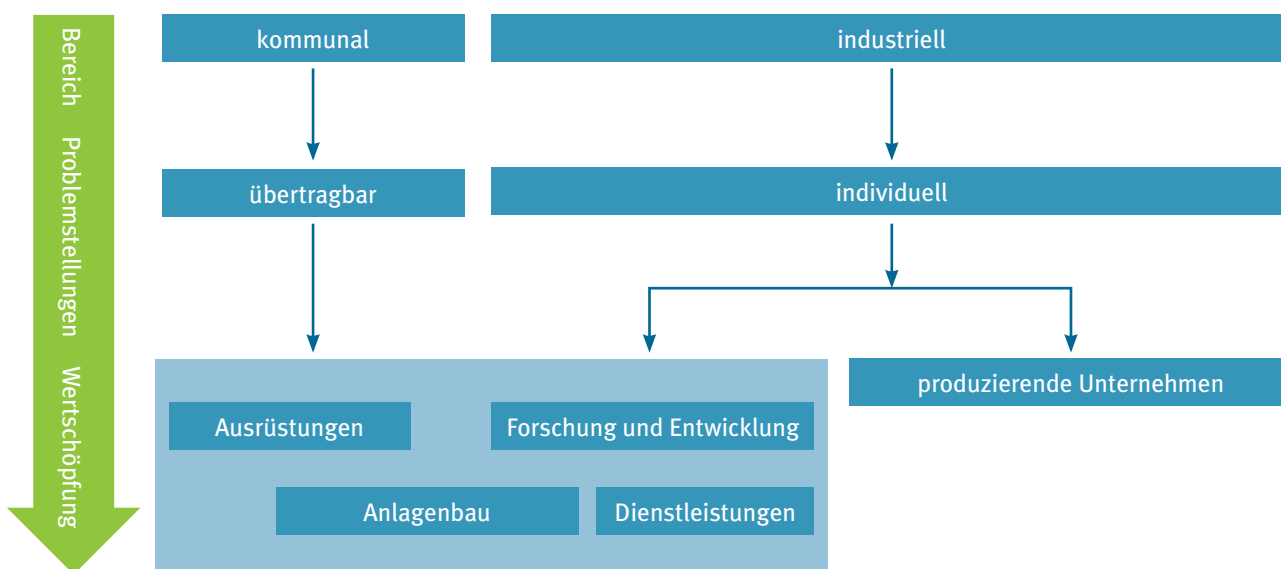 Bereich
Problemstellungen
Wertschöpfung
kommunal
industriell
übertragbar
individuell
produzierende Unternehmen
Ausrüstungen
Forschung und Entwicklung
Anlagenbau
Dienstleistungen